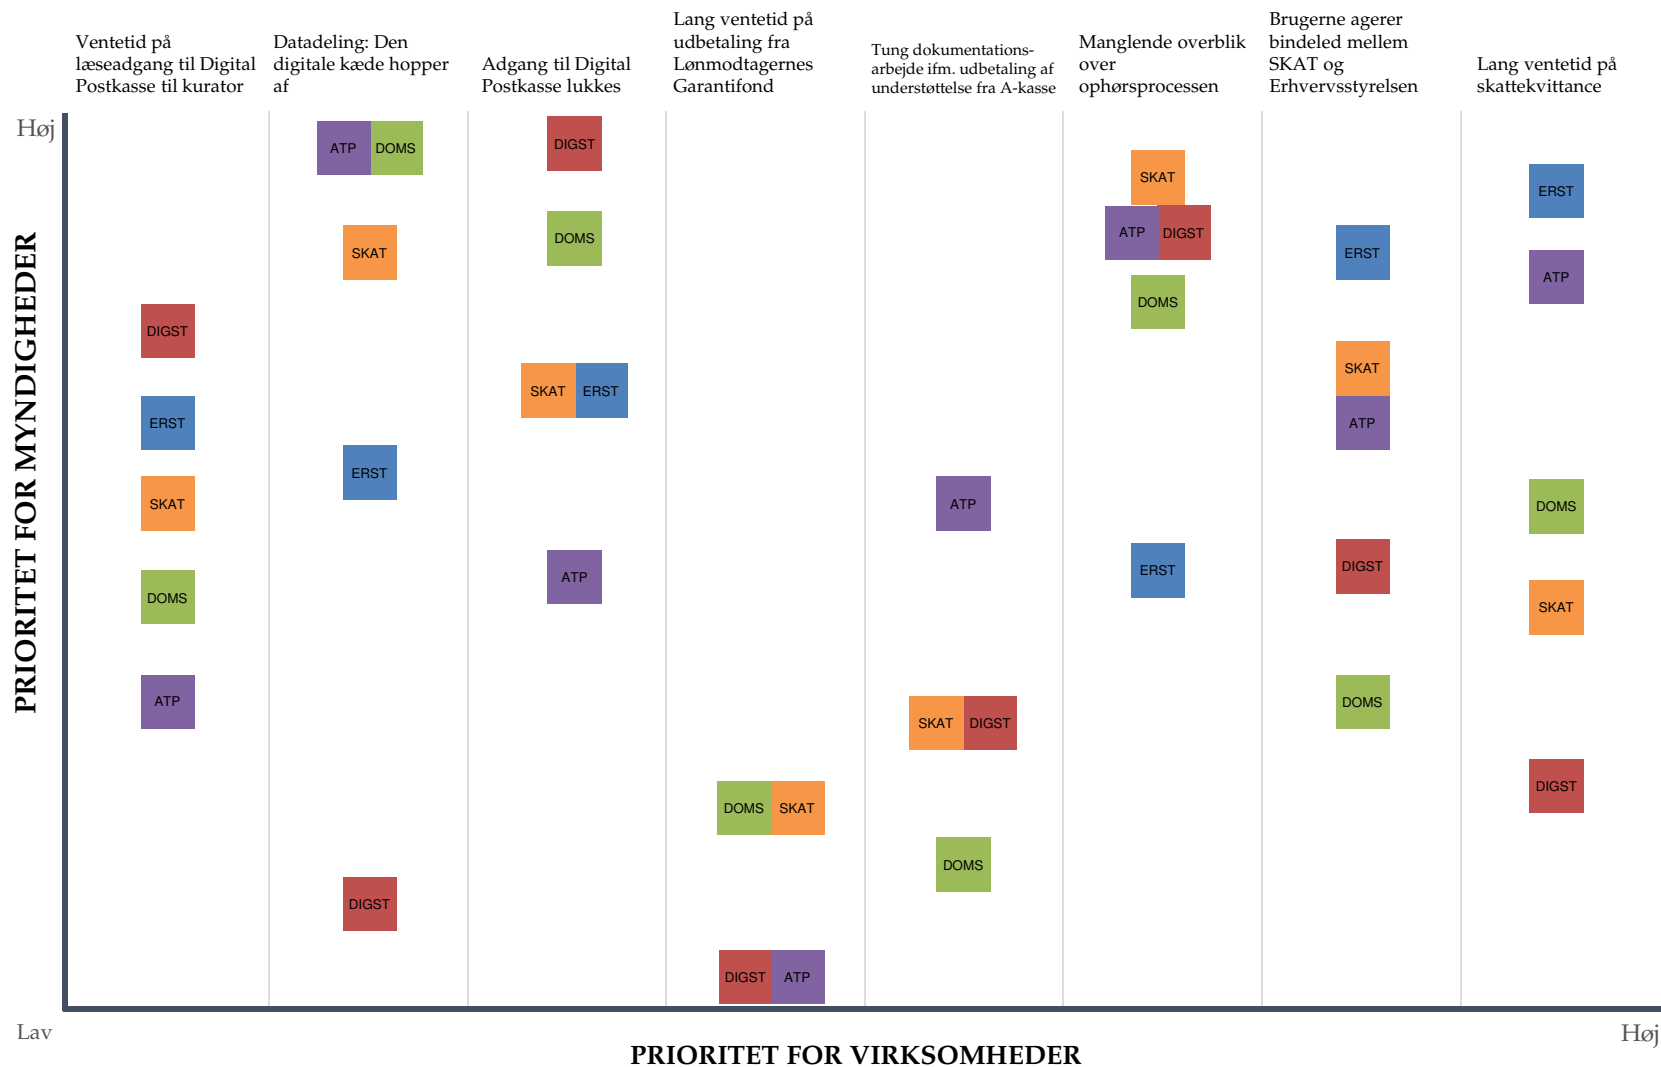 Ventetid på
læseadgang til Digital
Postkasse til kurator
Datadeling: Den
digitale kæde hopper
af
Adgang til Digital
Postkasse lukkes
Lang ventetid på
udbetaling fra
Lønmodtagernes
Garantifond
Tung dokumentations-
arbejde ifm. udbetaling af
understøttelse fra A-kasse
Manglende overblik
over
ophørsprocessen
Brugerne agerer
bindeled mellem
SKAT og
Erhvervsstyrelsen
Lang ventetid på
skattekvittance
Høj
PRIORITET FOR MYNDIGHEDER
DIGST
ERST
SKAT
DOMS
ATP
ATP DOMS
SKAT
ERST
DIGST
DIGST
DOMS
SKAT ERST
ATP
DOMS SKAT
DIGST ATP
ATP
SKAT DIGST
DOMS
SKAT
ATP DIGST
DOMS
ERST
ERST
SKAT
ATP
DIGST
DOMS
ERST
ATP
DOMS
SKAT
DIGST
Lav
Høj
PRIORITET FOR VIRKSOMHEDER